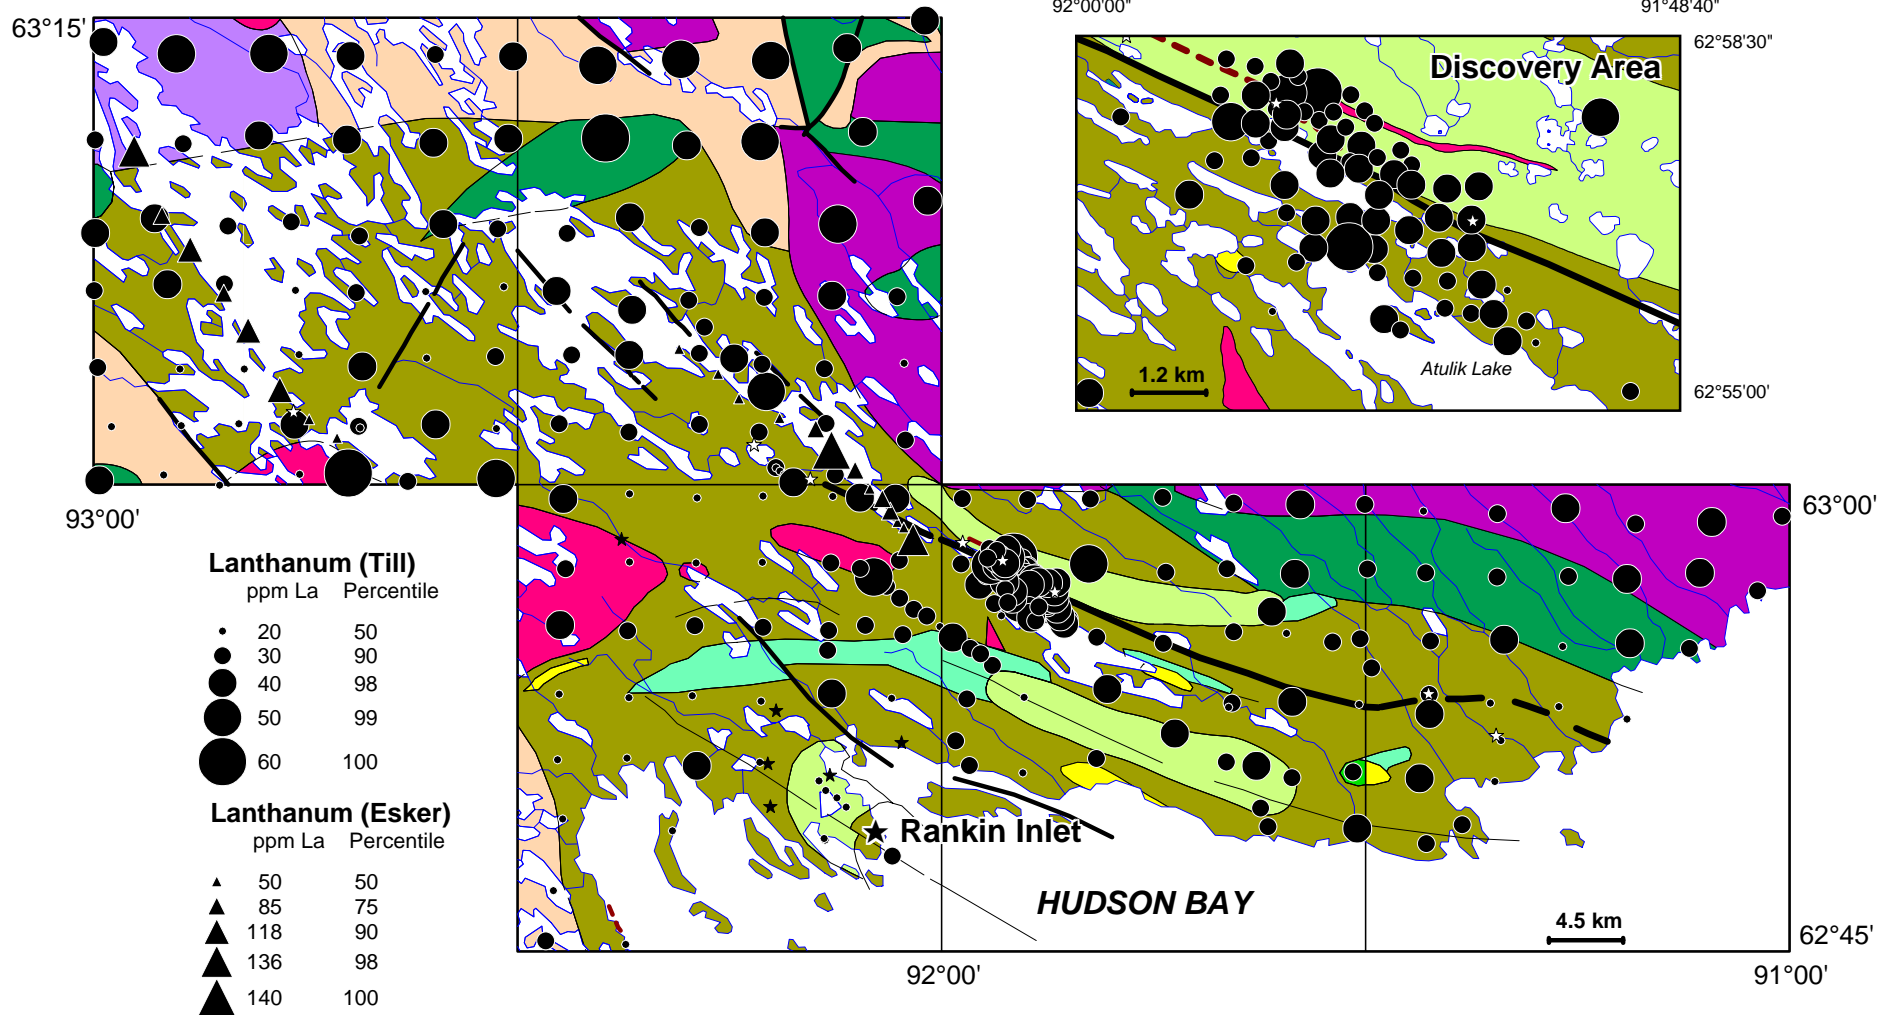 63°15'
92°00'00"
91°48'40"
62°58'30"
Discovery Area
Atulik Lake
1.2 km
62°55'00'
93°00'
63°00'
Lanthanum (Till)
ppm La Percentile
20 50
30 90
40 98
50 99
60 100
Lanthanum (Esker)
ppm La Percentile
50 50
85 75
118 90
136 98
140 100
Rankin Inlet
HUDSON BAY
4.5 km
62°45'
92°00'
91°00'